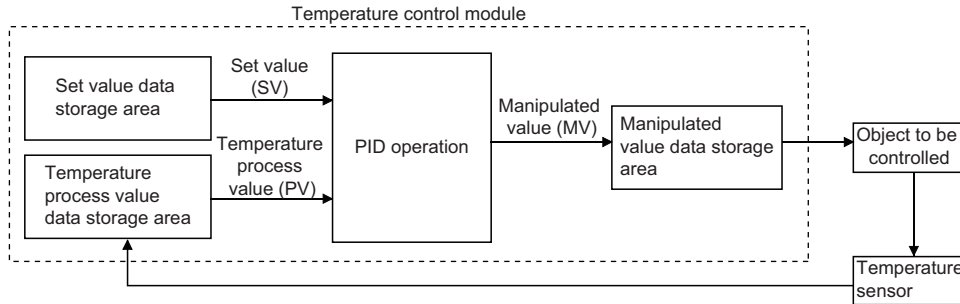 Temperature control module
Set value data
storage area
Set value
(SV)
Temperature
process value
data storage area
Temperature
process
value (PV)
PID operation
Manipulated
value (MV)
Manipulated
value data storage
area
Object to be
controlled
Temperature
sensor